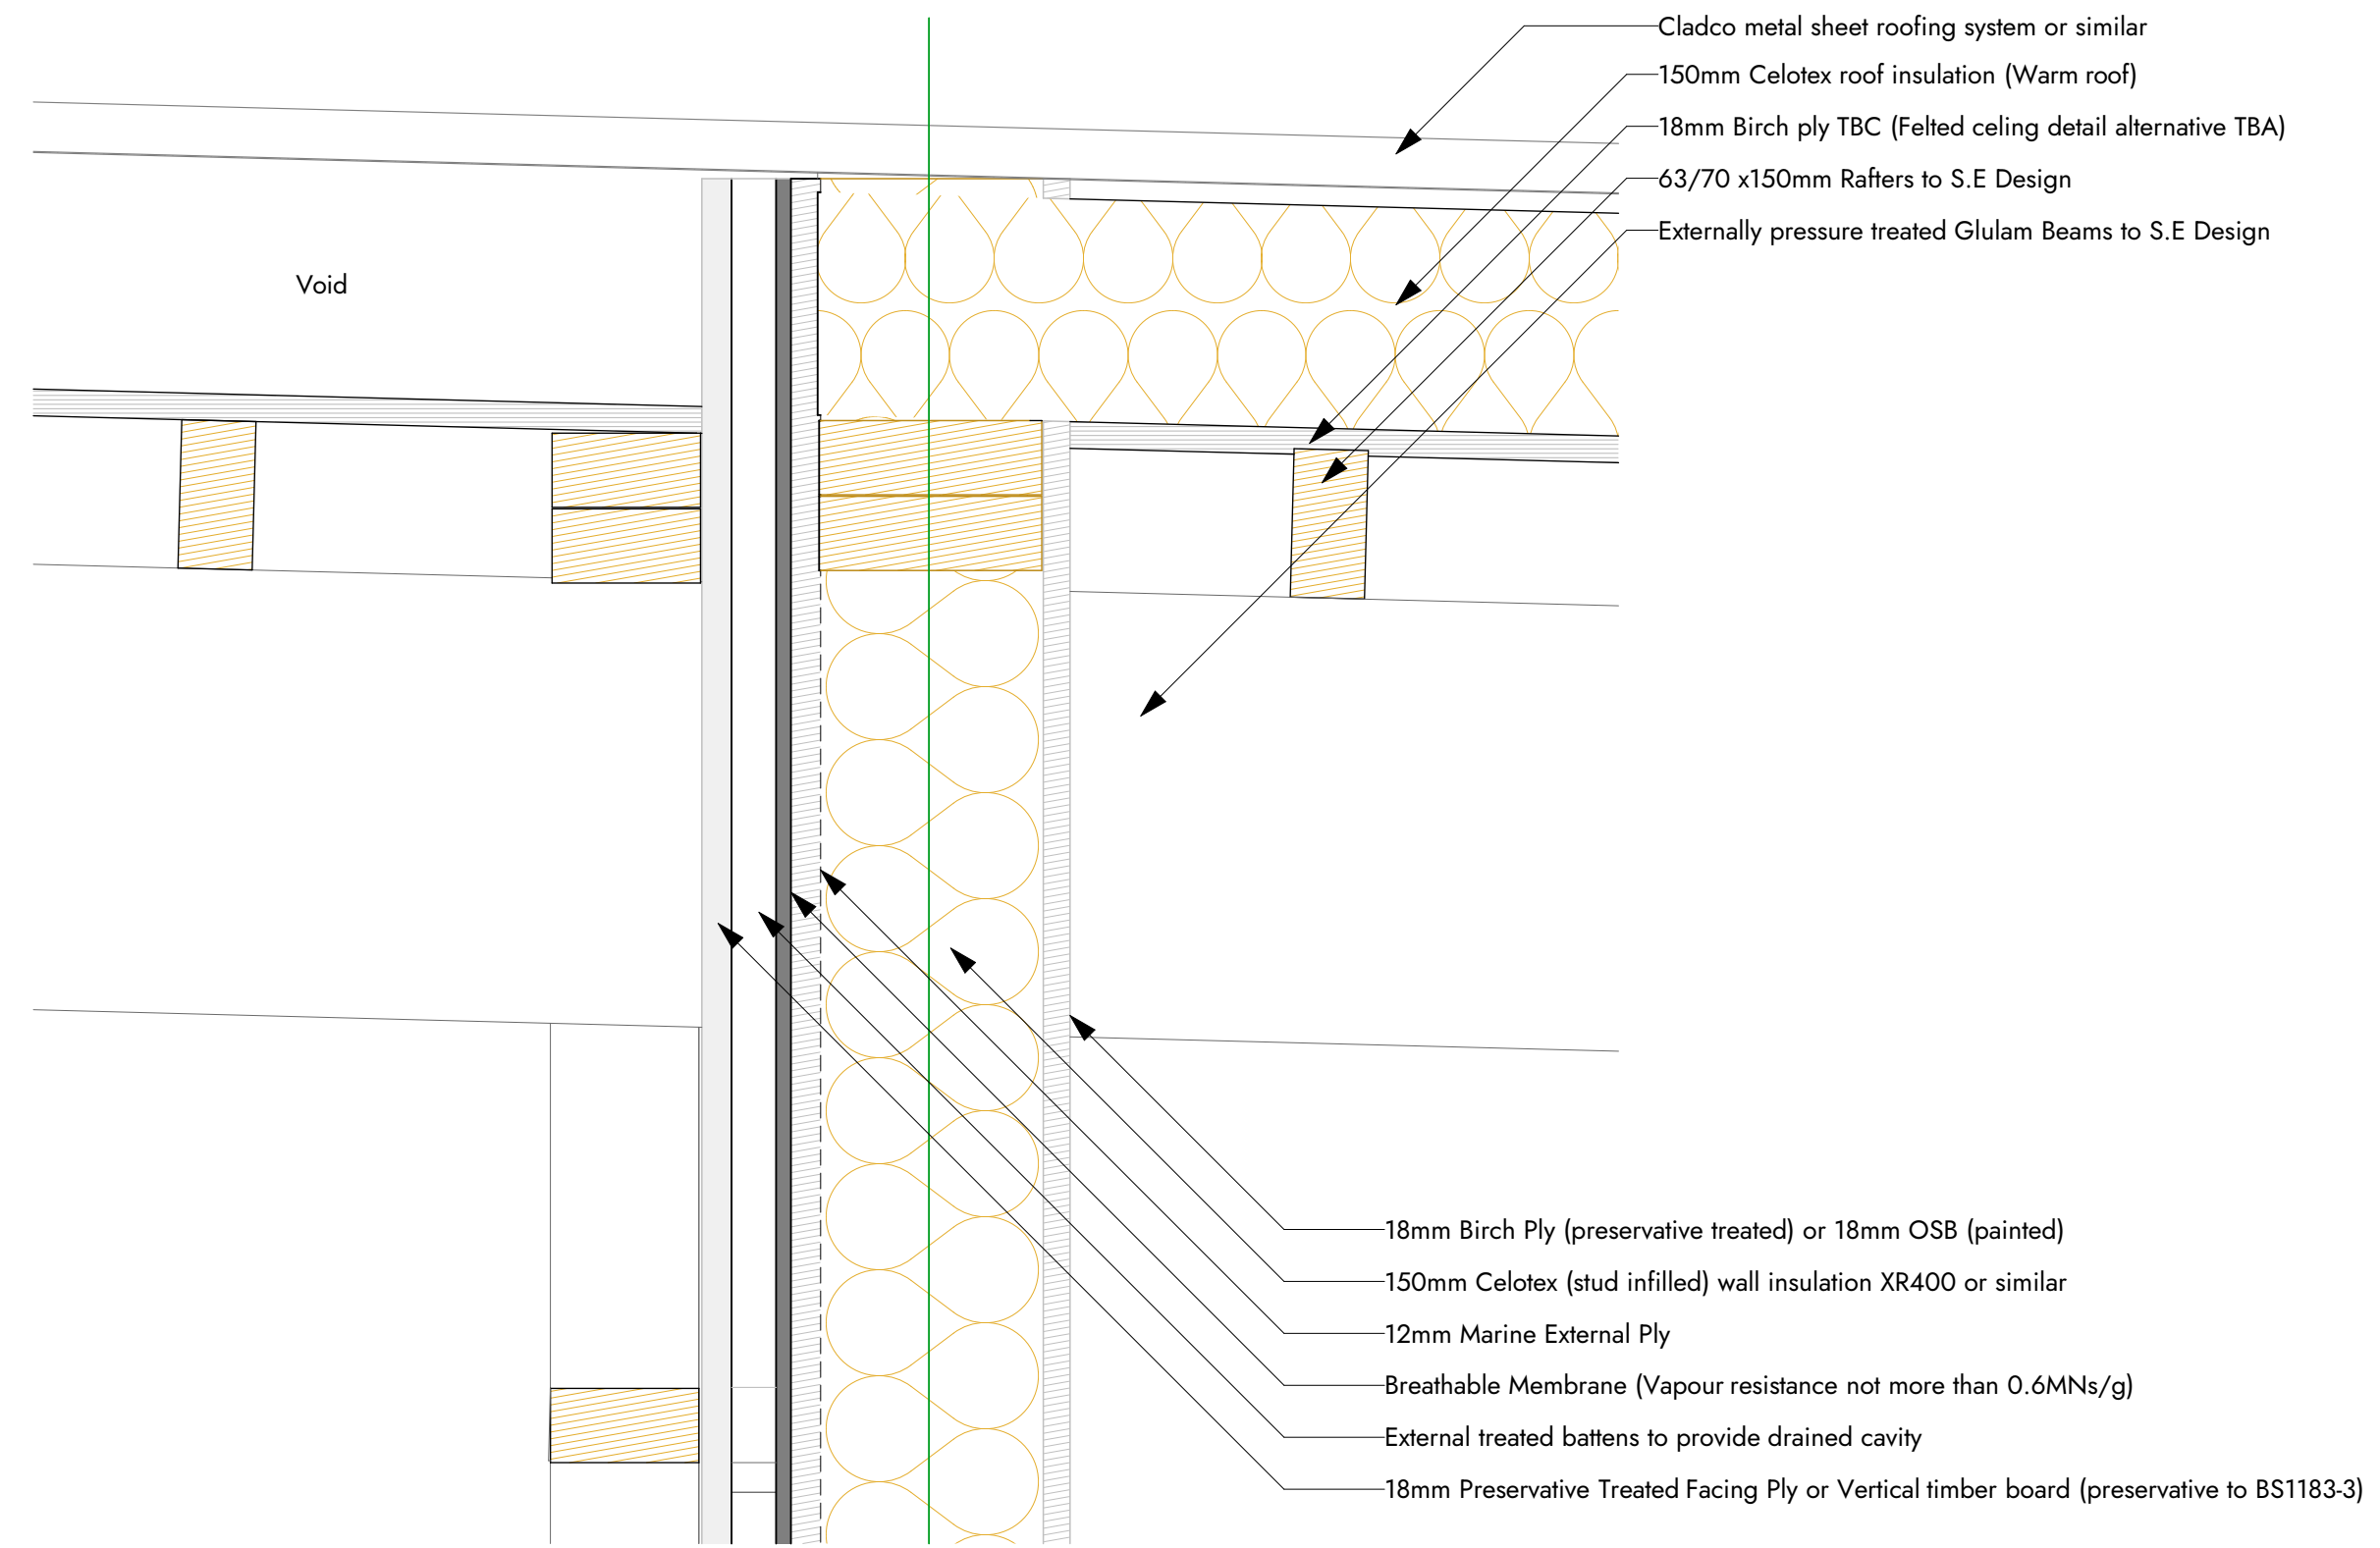 Cladco metal sheet roofing system or similar
150mm Celotex roof insulation (Warm roof)
18mm Birch ply TBC (Felted celing detail alternative TBA)
63/70 x150mm Rafters to S.E Design
Externally pressure treated Glulam Beams to S.E Design
Void
18mm Birch Ply (preservative treated) or 18mm OSB (painted)
150mm Celotex (stud infilled) wall insulation XR400 or similar
12mm Marine External Ply
Breathable Membrane (Vapour resistance not more than 0.6MNs/g)
External treated battens to provide drained cavity
18mm Preservative Treated Facing Ply or Vertical timber board (preservative to BS1183-3)